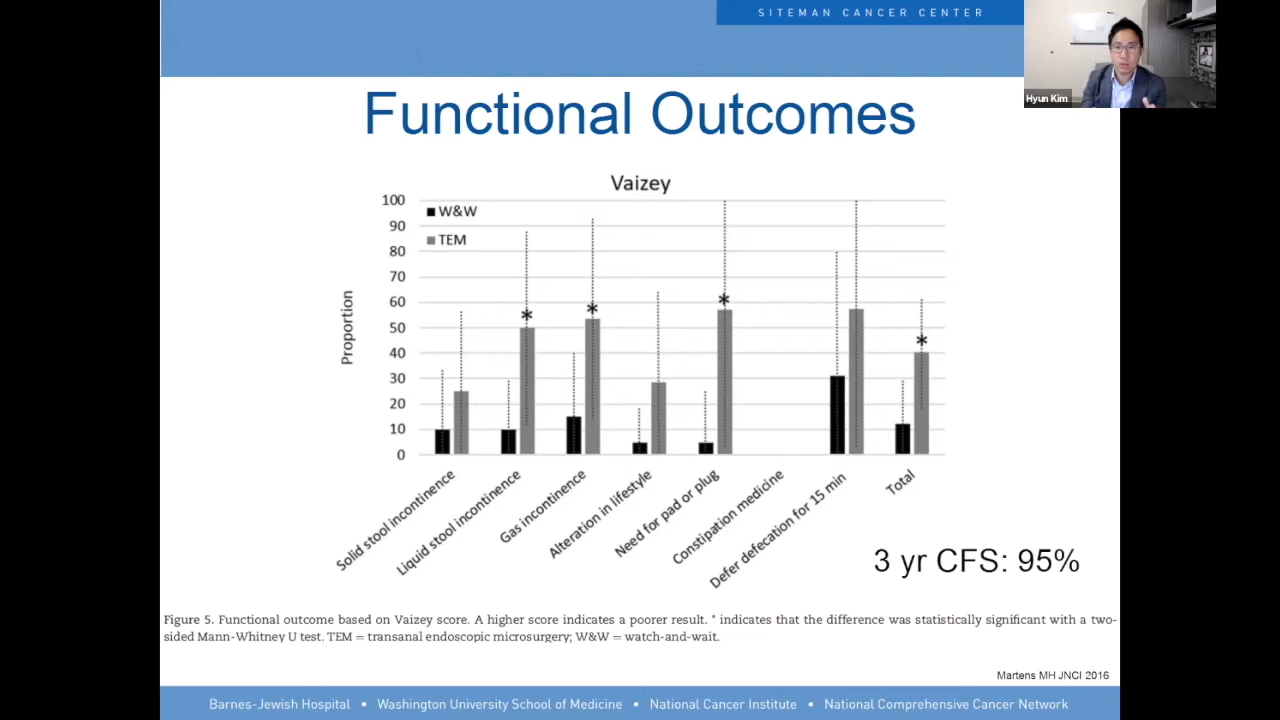 SITEMAN CANCER CENTER
Hyun Kim
Functional Outcomes
Vaizey
W&W
TEM
Proportion
100
90
80
70
60
50
40
30
20
10
0
*
*
*
*
Solid stool incontinence
Liquid stool incontinence
Gas incontinence
Alteration in lifestyle
Need for pad or plug
Constipation medicine
Defer defecation for 15 min
Total
3 yr CFS: 95%
Figure 5. Functional outcome based on Vaizey score. A higher score indicates a poorer result. * indicates that the difference was statistically significant with a two-
sided Mann-Whitney U test. TEM = transanal endoscopic microsurgery; W&W = watch-and-wait.
Martens MH JNCI 2016
Barnes-Jewish Hospital • Washington University School of Medicine • National Cancer Institute • National Comprehensive Cancer Network